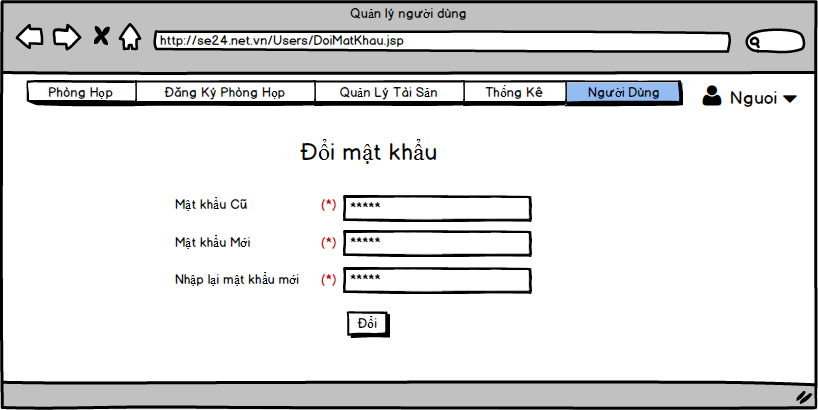 Quản lý người dùng
http://se24.net.vn/Users/DoiMatKhau.jsp
Phòng Họp Đăng Ký Phòng Họp Quản Lý Tài Sản Thống Kê Người Dùng Nguoi
Đổi mật khẩu
Mật khẩu Cũ (*) *****
Mật khẩu Mới (*) *****
Nhập lại mật khẩu mới (*) *****
Đổi